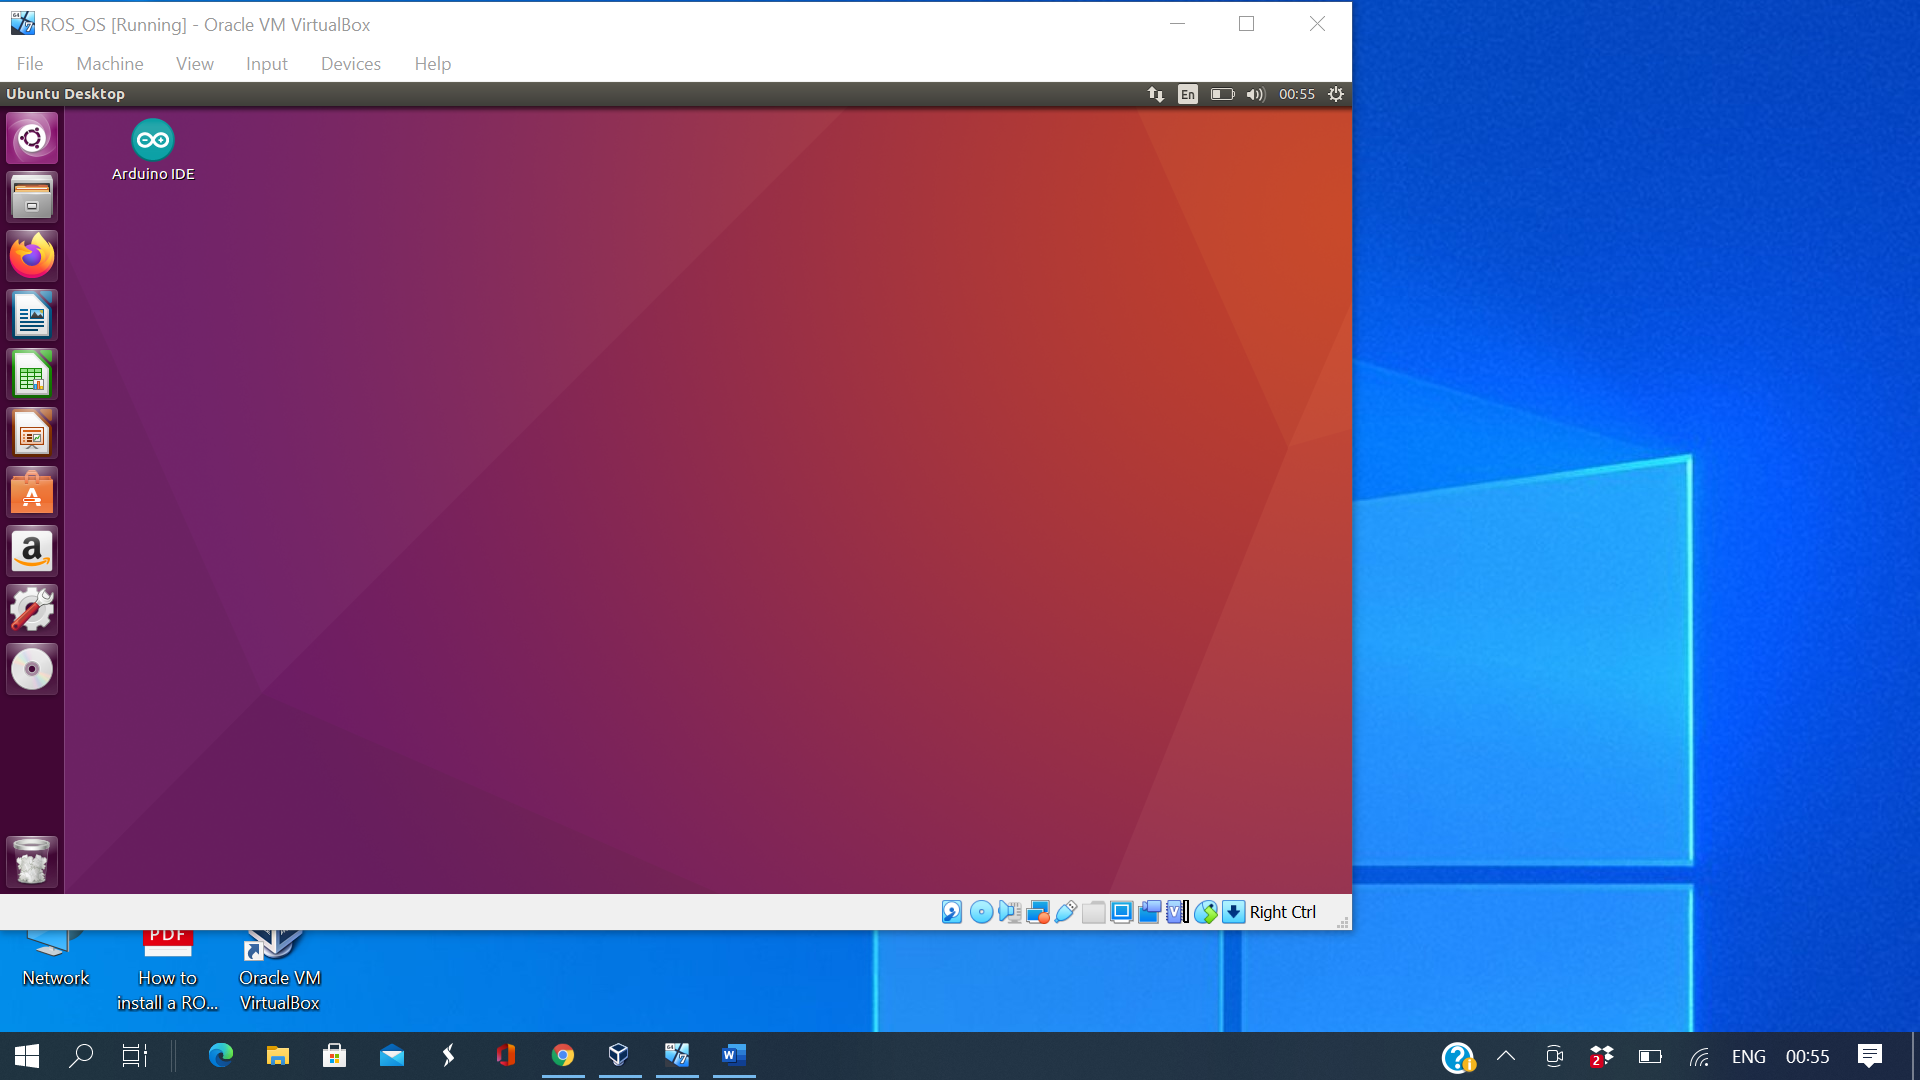 ROS_OS [Running] - Oracle VM VirtualBox
File Machine View Input Devices Help
Ubuntu Desktop En 00:55
Arduino IDE
Right Ctrl
PDF
Network
How to
install a RO...
Oracle VM
VirtualBox
2 ENG 00:55